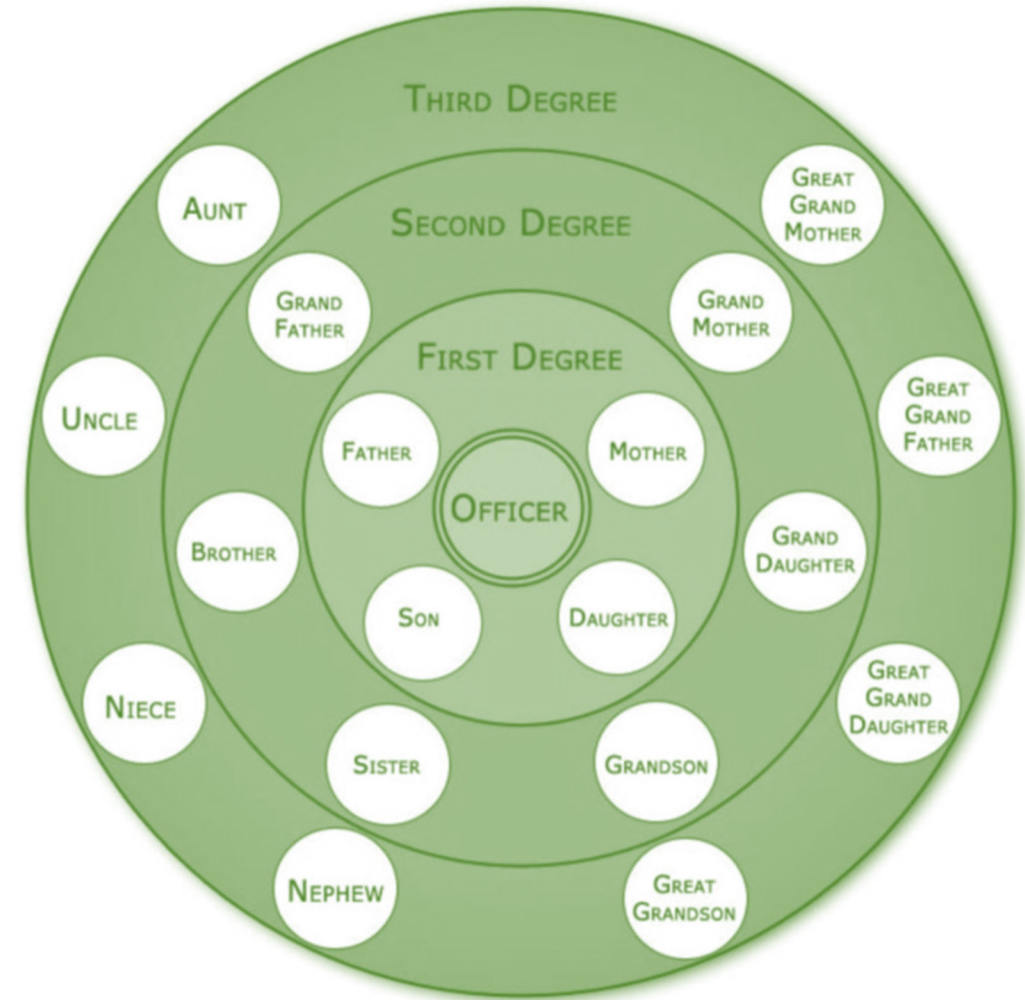 THIRD DEGREE
AUNT
GREAT
GRAND
MOTHER
SECOND DEGREE
GRAND
FATHER
GRAND
MOTHER
FIRST DEGREE
UNCLE
GREAT
GRAND
FATHER
FATHER
MOTHER
OFFICER
BROTHER
GRAND
DAUGHTER
SON
DAUGHTER
NIECE
GREAT
GRAND
DAUGHTER
SISTER
GRANDSON
NEPHEW
GREAT
GRANDSON